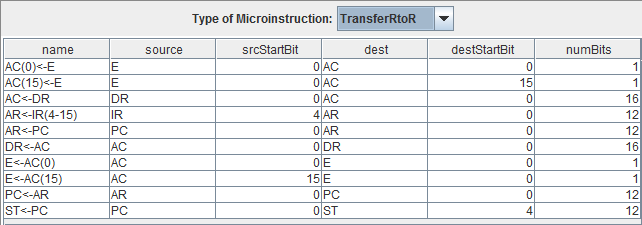 Type of Microinstruction: TransferRtoR
name source srcStartBit dest destStartBit numBits
AC(0)<-E E 0 AC 0 1
AC(15)<-E E 0 AC 15 1
AC<-DR DR 0 AC 0 16
AR<-IR(4-15) IR 4 AR 0 12
AR<-PC PC 0 AR 0 12
DR<-AC AC 0 DR 0 16
E<-AC(0) AC 0 E 0 1
E<-AC(15) AC 15 E 0 1
PC<-AR AR 0 PC 0 12
ST<-PC PC 0 ST 4 12